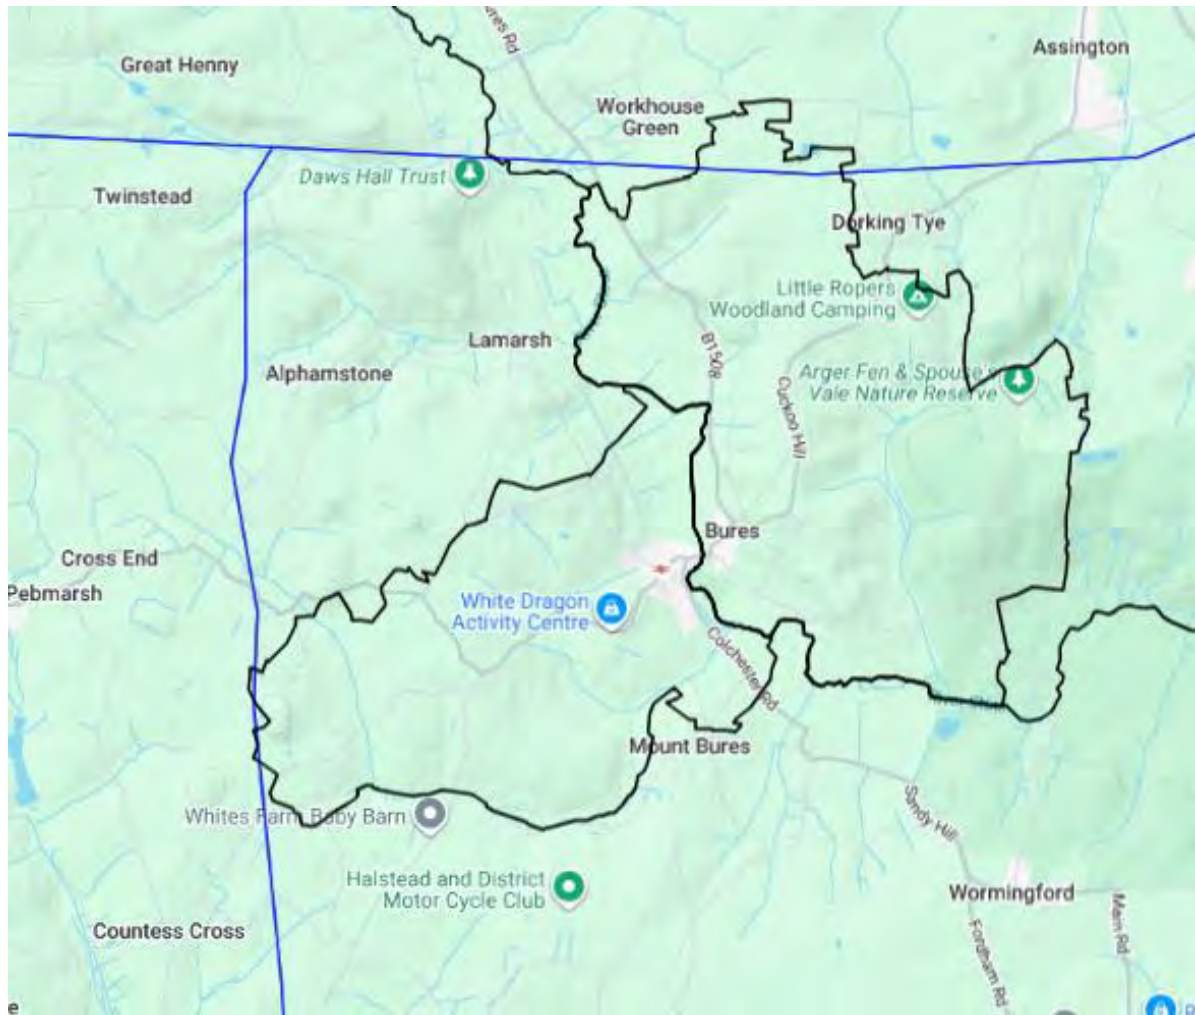 Assington
Great Henny
Workhouse
Green
Daws Hall Trust
Twinstead
Dorking Tye
Little Ropers
Woodland Camping
Lamarsh
B1508
Alphamstone
Arger Fen & Spouse's
Vale Nature Reserve
Cuckoo Hill
Bures
Cross End
Pebmarsh
White Dragon
Activity Centre
Colchester Rd
Mount Bures
Whites Farm Baby Barn
Sandy Hill
Halstead and District
Motor Cycle Club
Wormingford
Main Rd
Countess Cross
Fordham Rd